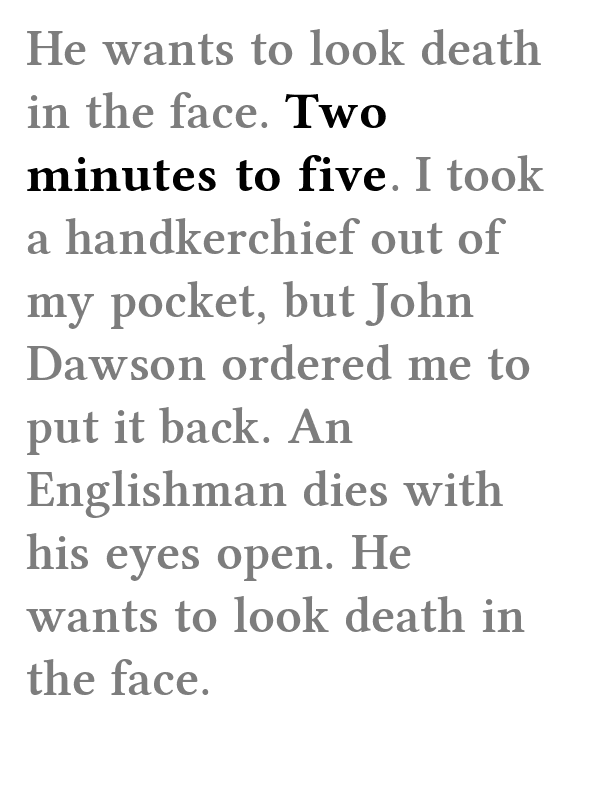 He wants to look death
in the face. Two
minutes to five. I took
a handkerchief out of
my pocket, but John
Dawson ordered me to
put it back. An
Englishman dies with
his eyes open. He
wants to look death in
the face.